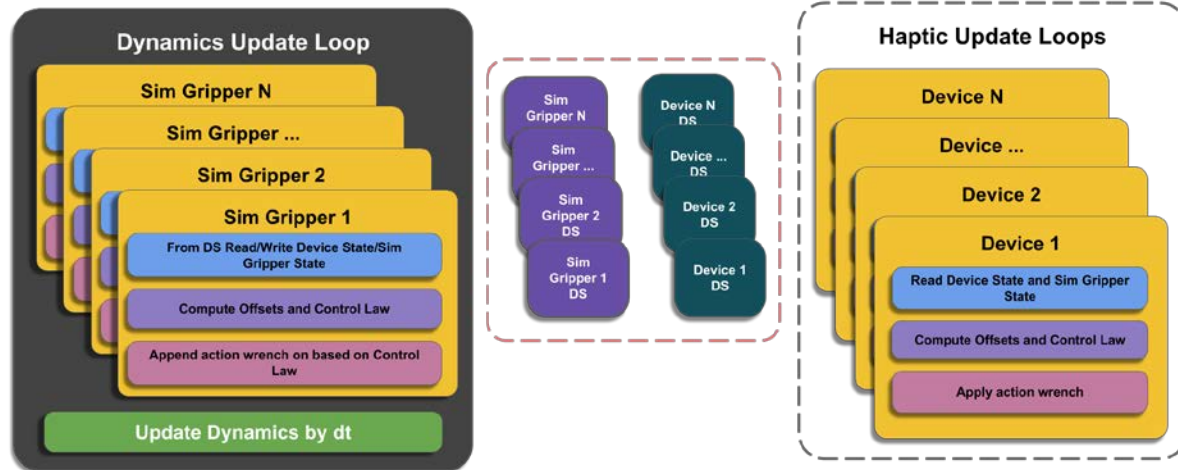 Dynamics Update Loop
Sim Gripper N
Sim Gripper ...
Sim Gripper 2
Sim Gripper 1
From DS Read/Write Device State/Sim
Gripper State
Compute Offsets and Control Law
Append action wrench on based on Control
Law
Update Dynamics by dt
Sim
Gripper N
Sim
Gripper ...
Sim
Gripper 2
DS
Sim
Gripper 1
DS
Device N
DS
Device ...
DS
Device 2
DS
Device 1
DS
Haptic Update Loops
Device N
Device ...
Device 2
Device 1
Read Device State and Sim Gripper
State
Compute Offsets and Control Law
Apply action wrench